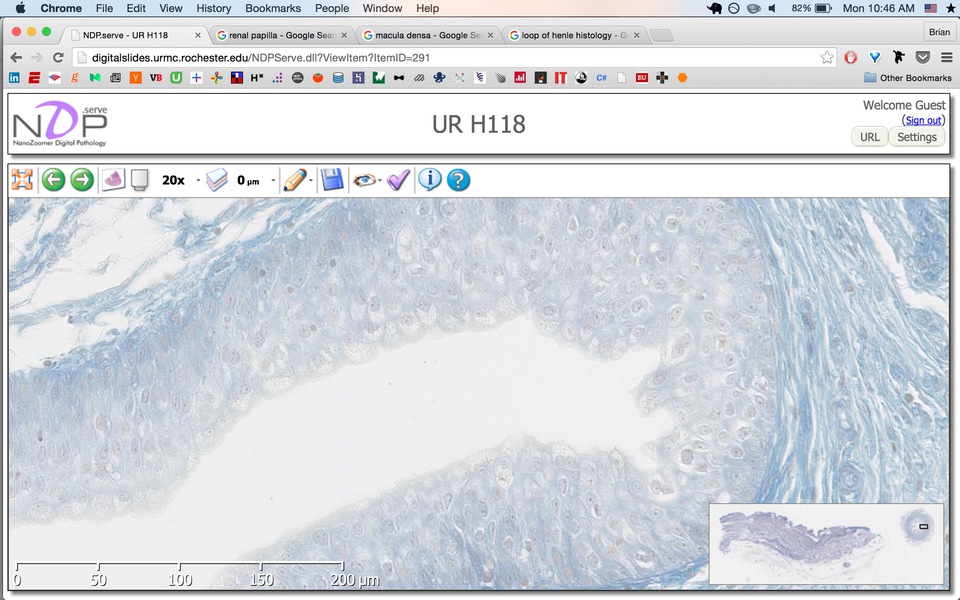 Chrome File Edit View History Bookmarks People Window Help 82% Mon 10:46 AM
NDP.serve - UR H118 renal papilla - Google Sear macula densa - Google Se loop of henle histology - G Brian
digitalslides.urmc.rochester.edu/NDPServe.dll?ViewItem?ItemID=291
Other Bookmarks
NDP .serve
NanoZoomer Digital Pathology
UR H118
Welcome Guest
(Sign out)
URL Settings
20x 0 µm
0 50 100 150 200 µm